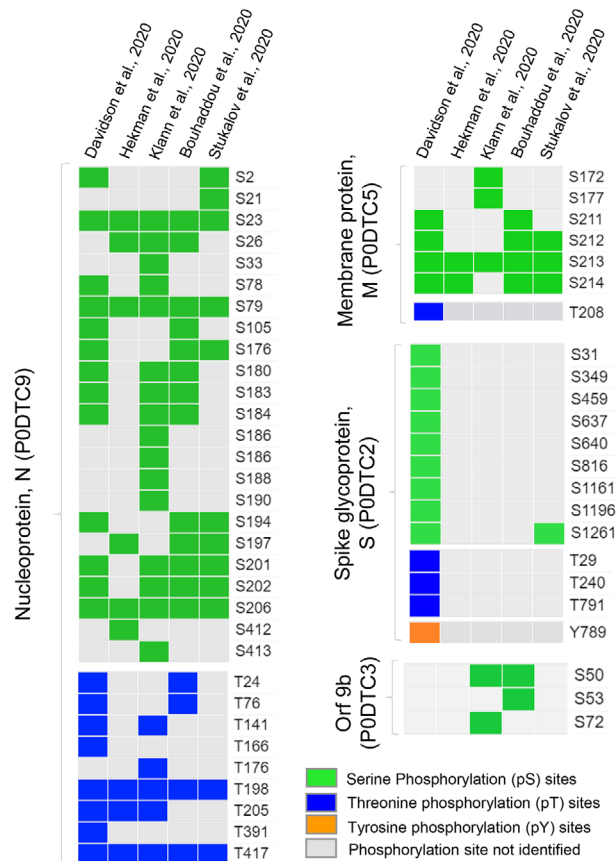 Davidson et al., 2020
Hekman et al., 2020
Klann et al., 2020
Bouhaddou et al., 2020
Stukalov et al., 2020
Nucleoprotein, N (P0DTC9)
S2
S21
S23
S26
S33
S78
S79
S105
S176
S180
S183
S184
S186
S186
S188
S190
S194
S197
S201
S202
S206
S412
S413
T24
T76
T141
T166
T176
T198
T205
T391
T417
Davidson et al., 2020
Hekman et al., 2020
Klann et al., 2020
Bouhaddou et al., 2020
Stukalov et al., 2020
Membrane protein,
M (P0DTC5)
S172
S177
S211
S212
S213
S214
T208
Spike glycoprotein,
S (P0DTC2)
S31
S349
S459
S637
S640
S816
S1161
S1196
S1261
T29
T240
T791
Y789
Orf 9b
(P0DTC3)
S50
S53
S72
Serine Phosphorylation (pS) sites
Threonine phosphorylation (pT) sites
Tyrosine phosphorylation (pY) sites
Phosphorylation site not identified